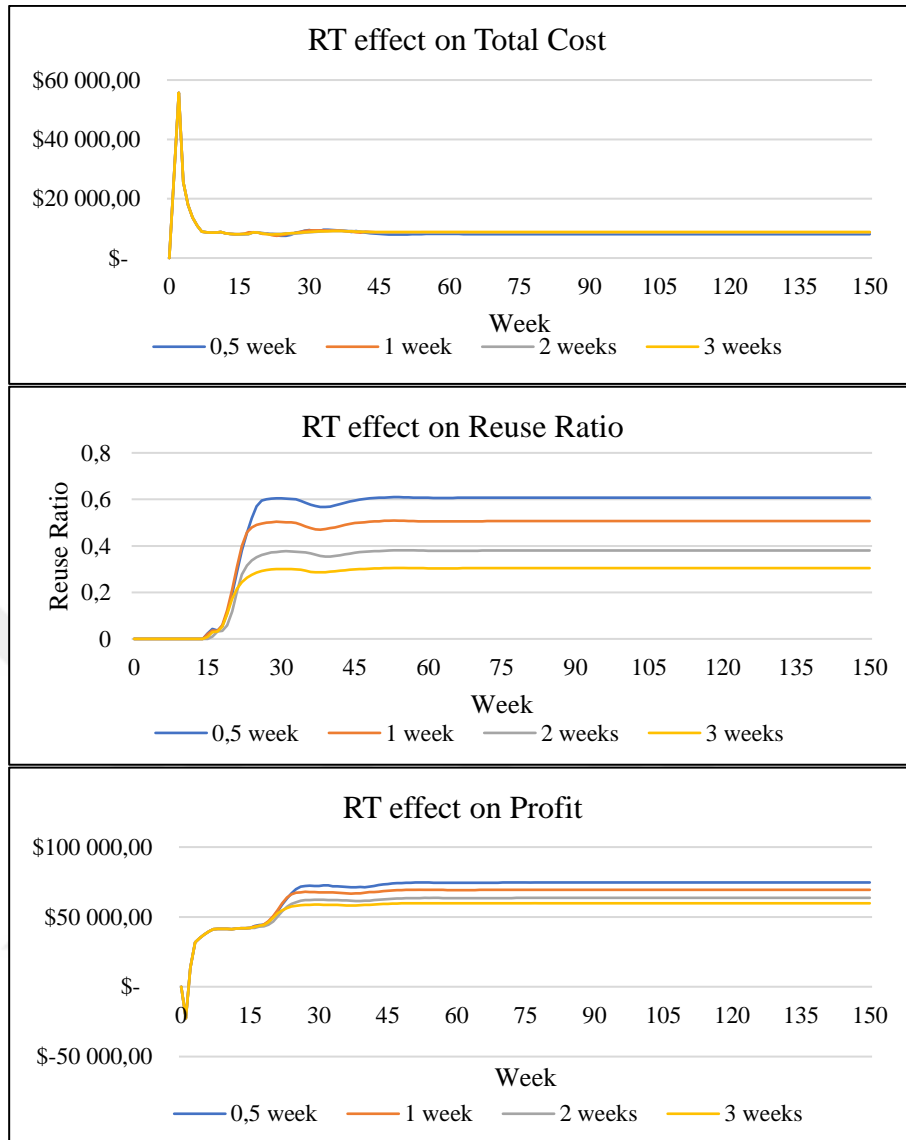 RT effect on Total Cost
$60 000,00
$40 000,00
$20 000,00
$-
0 15 30 45 60 75 90 105 120 135 150
Week
0,5 week 1 week 2 weeks 3 weeks
RT effect on Reuse Ratio
0,8
0,6
0,4
0,2
0
Reuse Ratio
0 15 30 45 60 75 90 105 120 135 150
Week
0,5 week 1 week 2 weeks 3 weeks
RT effect on Profit
$100 000,00
$50 000,00
$-
0 15 30 45 60 75 90 105 120 135 150
$-50 000,00
Week
0,5 week 1 week 2 weeks 3 weeks